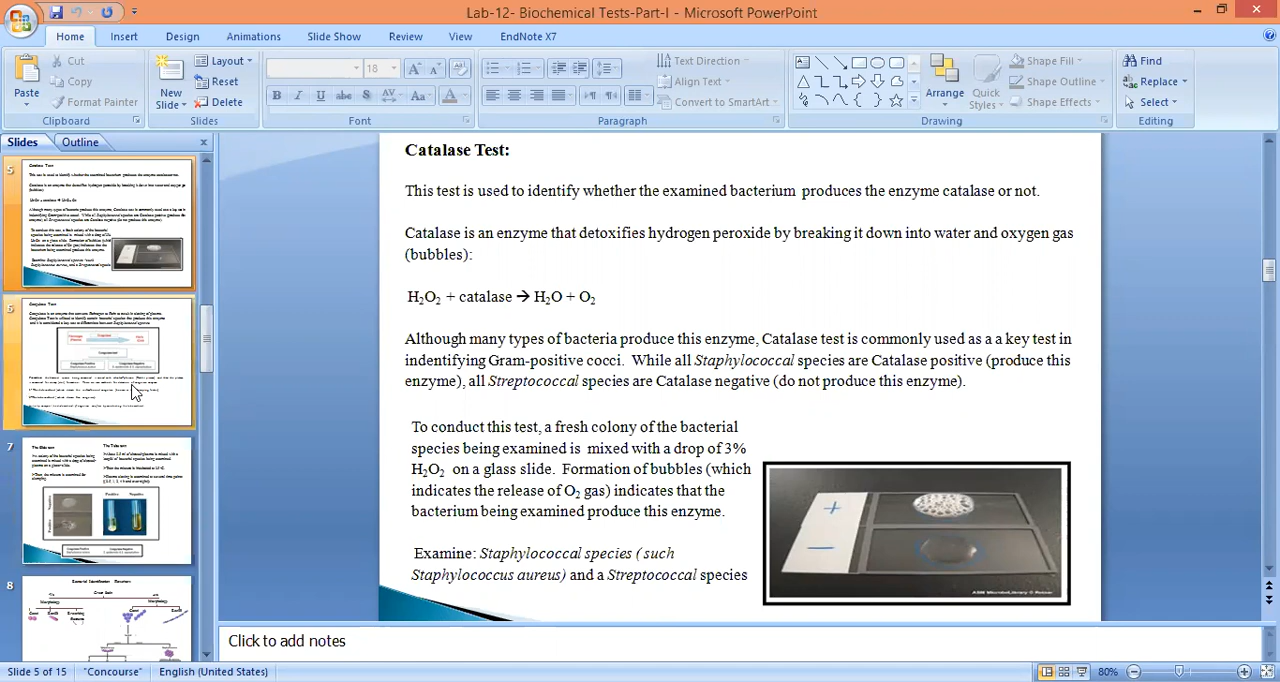 Lab-12- Biochemical Tests-Part-I - Microsoft PowerPoint
Home Insert Design Animations Slide Show Review View EndNote X7
Paste
Cut
Copy
Format Painter
Clipboard
New Slide
Layout
Reset
Delete
Slides
18
B I U abc S AV Aa A
Font
Text Direction
Align Text
Convert to SmartArt
Paragraph
Arrange
Quick Styles
Shape Fill
Shape Outline
Shape Effects
Drawing
Find
Replace
Select
Editing
Slides Outline
5
6
7
8
Catalase Test:
This test is used to identify whether the examined bacterium produces the enzyme catalase or not.
Catalase is an enzyme that detoxifies hydrogen peroxide by breaking it down into water and oxygen gas
(bubbles):
H₂O₂ + catalase → H₂O + O₂
Although many types of bacteria produce this enzyme, Catalase test is commonly used as a a key test in
indentifying Gram-positive cocci. While all Staphylococcal species are Catalase positive (produce this
enzyme), all Streptococcal species are Catalase negative (do not produce this enzyme).
To conduct this test, a fresh colony of the bacterial
species being examined is mixed with a drop of 3%
H₂O₂ on a glass slide. Formation of bubbles (which
indicates the release of O₂ gas) indicates that the
bacterium being examined produce this enzyme.
Examine: Staphylococcal species ( such
Staphylococcus aureus) and a Streptococcal species
+
−
Click to add notes
Slide 5 of 15 "Concourse" English (United States) 80%